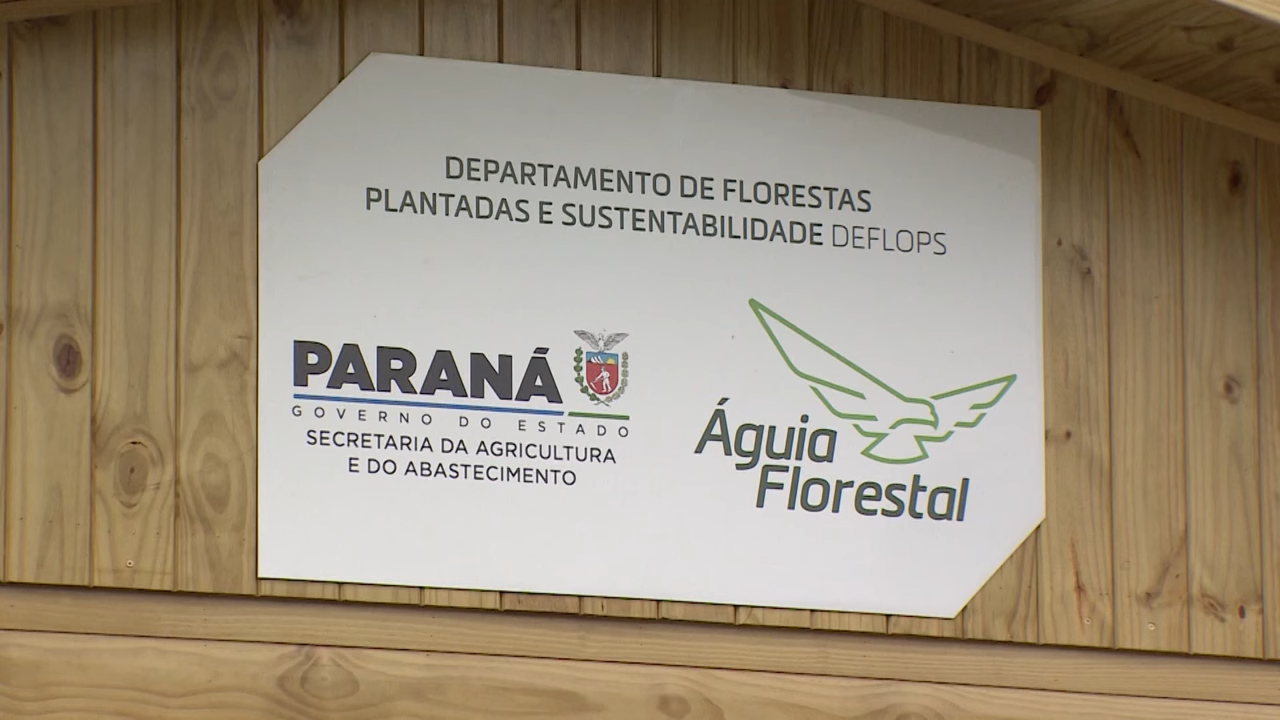 DEPARTAMENTO DE FLORESTAS
PLANTADAS E SUSTENTABILIDADE DEFLOPS
PARANÁ
GOVERNO DO ESTADO
SECRETARIA DA AGRICULTURA
E DO ABASTECIMENTO
Águia
Florestal